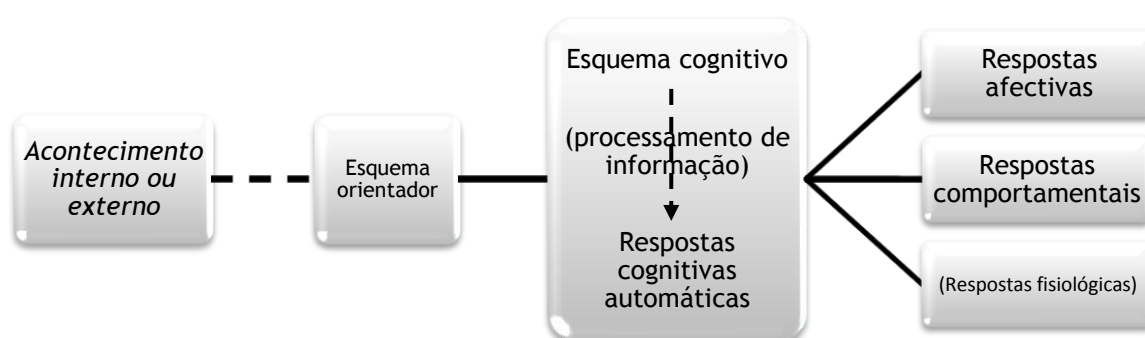 Acontecimento
interno ou
externo
Esquema
orientador
Esquema cognitivo
(processamento de
informação)
Respostas
cognitivas
automáticas
Respostas
afectivas
Respostas
comportamentais
(Respostas fisiológicas)